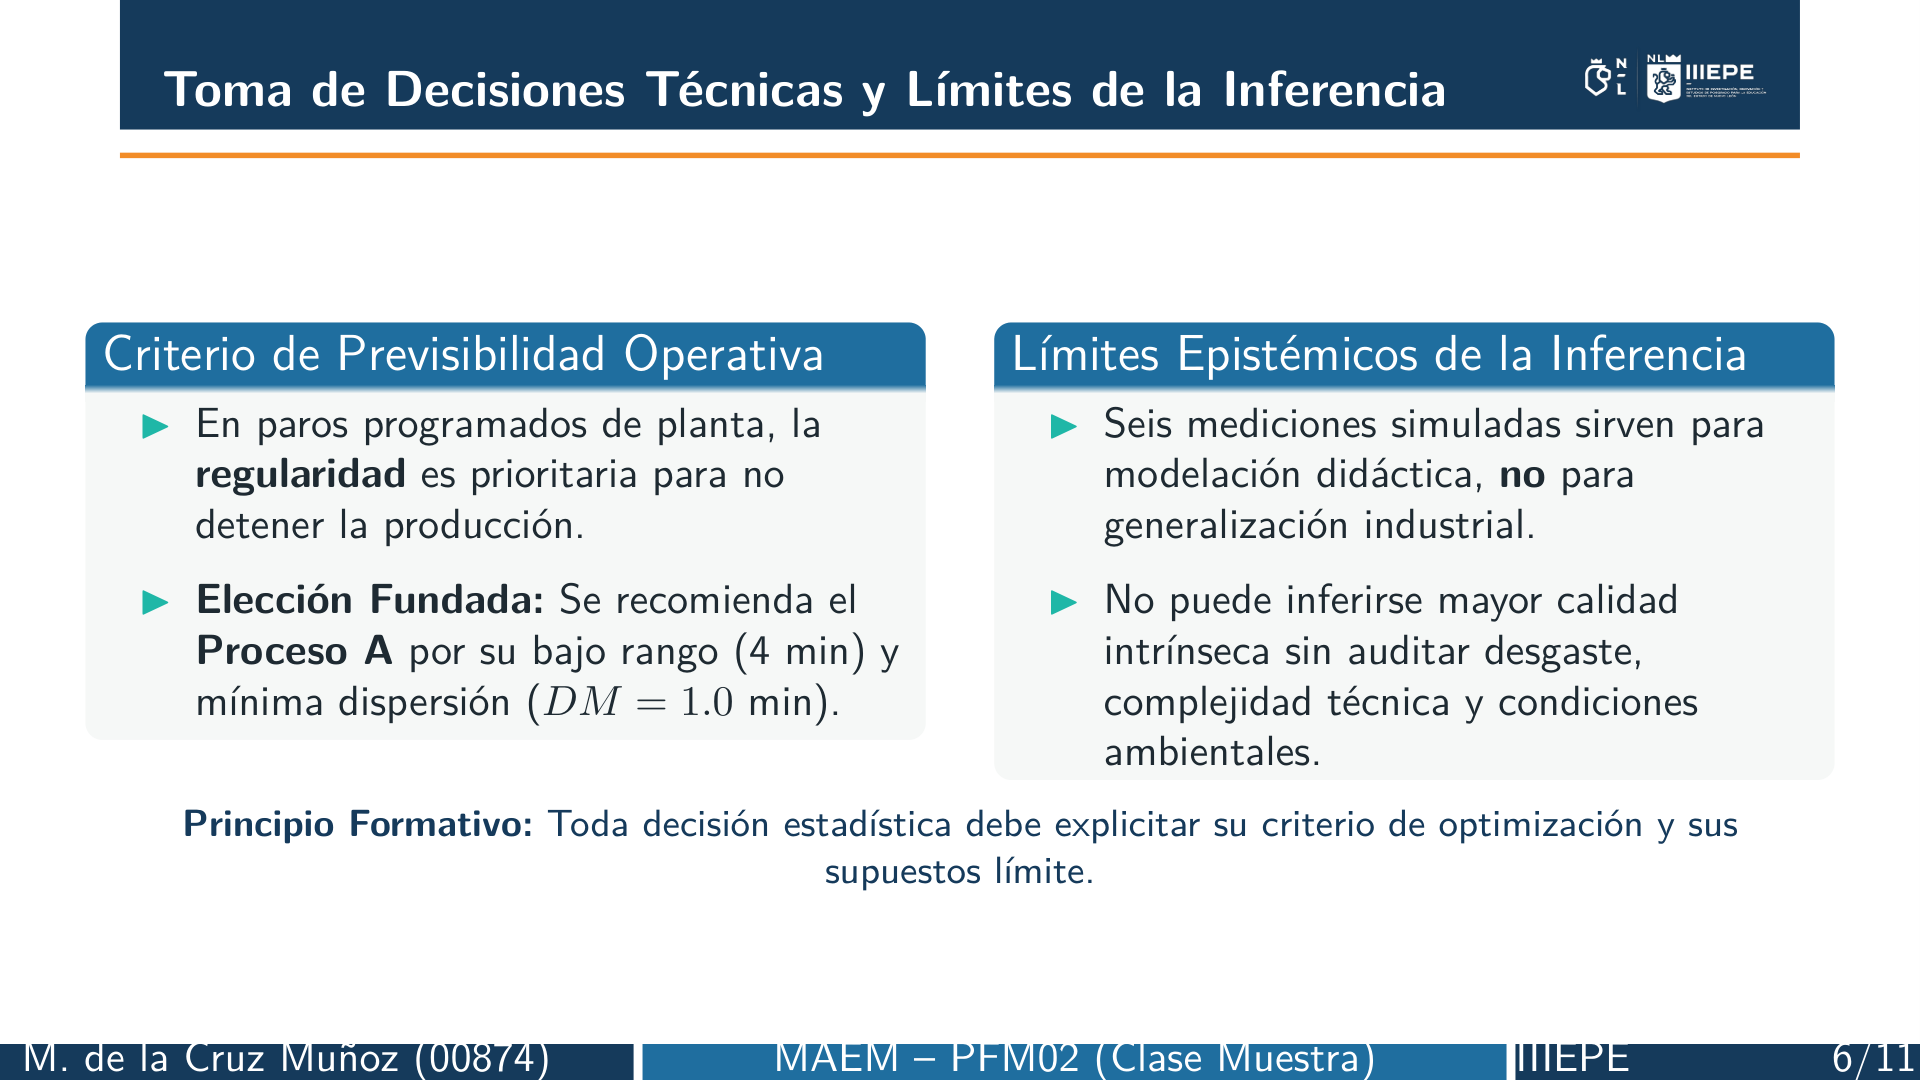 Toma de Decisiones Técnicas y Límites de la Inferencia
N
L
NL
IIIEPE
Criterio de Previsibilidad Operativa
▶ En paros programados de planta, la
regularidad es prioritaria para no
detener la producción.
▶ Elección Fundada: Se recomienda el
Proceso A por su bajo rango (4 min) y
mínima dispersión (DM = 1.0 min).
Límites Epistémicos de la Inferencia
▶ Seis mediciones simuladas sirven para
modelación didáctica, no para
generalización industrial.
▶ No puede inferirse mayor calidad
intrínseca sin auditar desgaste,
complejidad técnica y condiciones
ambientales.
Principio Formativo: Toda decisión estadística debe explicitar su criterio de optimización y sus
supuestos límite.
M. de la Cruz Muñoz (00874)
MAEM – PFM02 (Clase Muestra)
IIIEPE
6/11